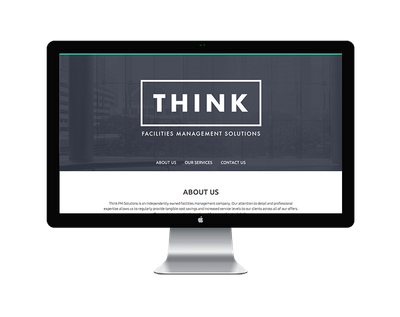 THINK
FACILITIES MANAGEMENT SOLUTIONS
ABOUT US OUR SERVICES CONTACT US
ABOUT US
Think FM Solutions is an independently owned facilities management company. Our attention to detail and professional
expertise allows us to regularly provide tangible cost savings and increased service levels to our clients across all of our offers